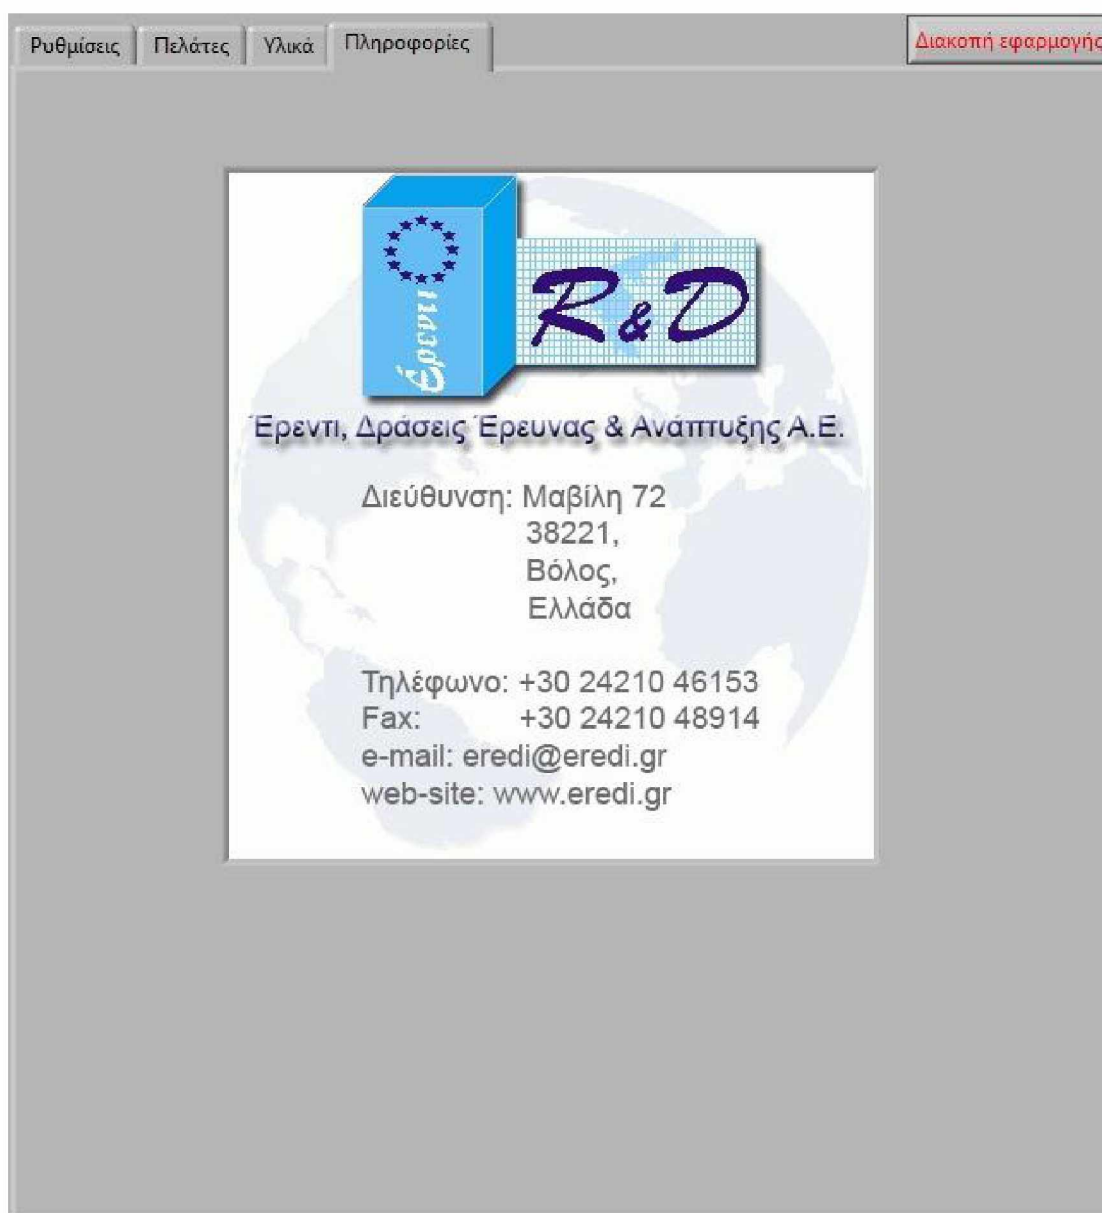 Ρυθμίσεις Πελάτες Υλικά Πληροφορίες Διακοπή εφαρμογής
Έρεντι
R & D
Έρεντι, Δράσεις Έρευνας & Ανάπτυξης Α.Ε.
Διεύθυνση: Μαβίλη 72
38221,
Βόλος,
Ελλάδα
Τηλέφωνο: +30 24210 46153
Fax: +30 24210 48914
e-mail: eredi@eredi.gr
web-site: www.eredi.gr